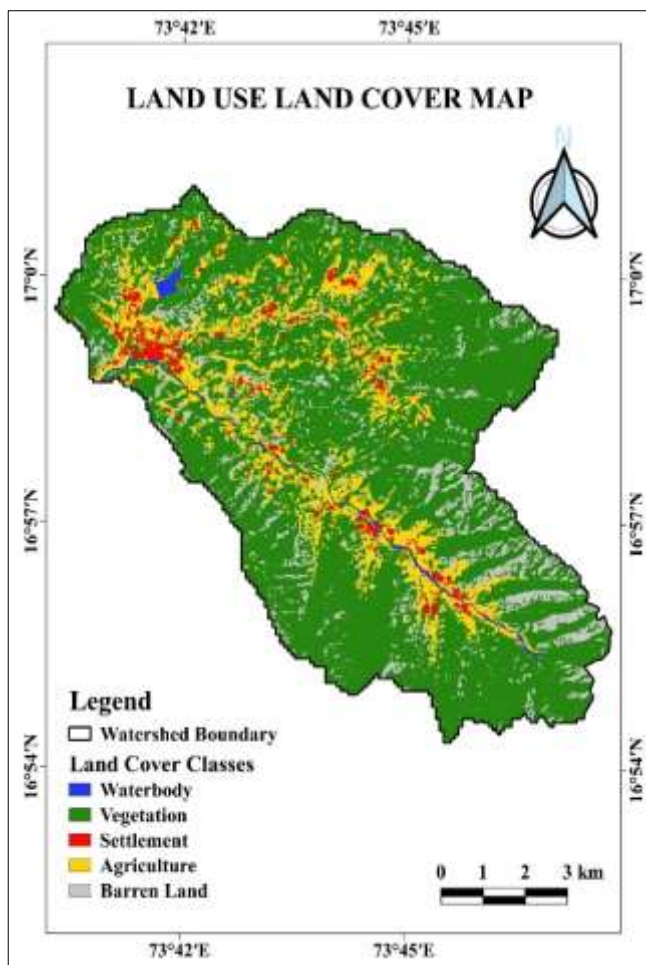 73°42'E 73°45'E
LAND USE LAND COVER MAP
N
17°0'N 17°0'N
16°57'N 16°57'N
16°54'N 16°54'N
Legend
Watershed Boundary
Land Cover Classes
Waterbody
Vegetation
Settlement
Agriculture
Barren Land
0 1 2 3 km
73°42'E 73°45'E